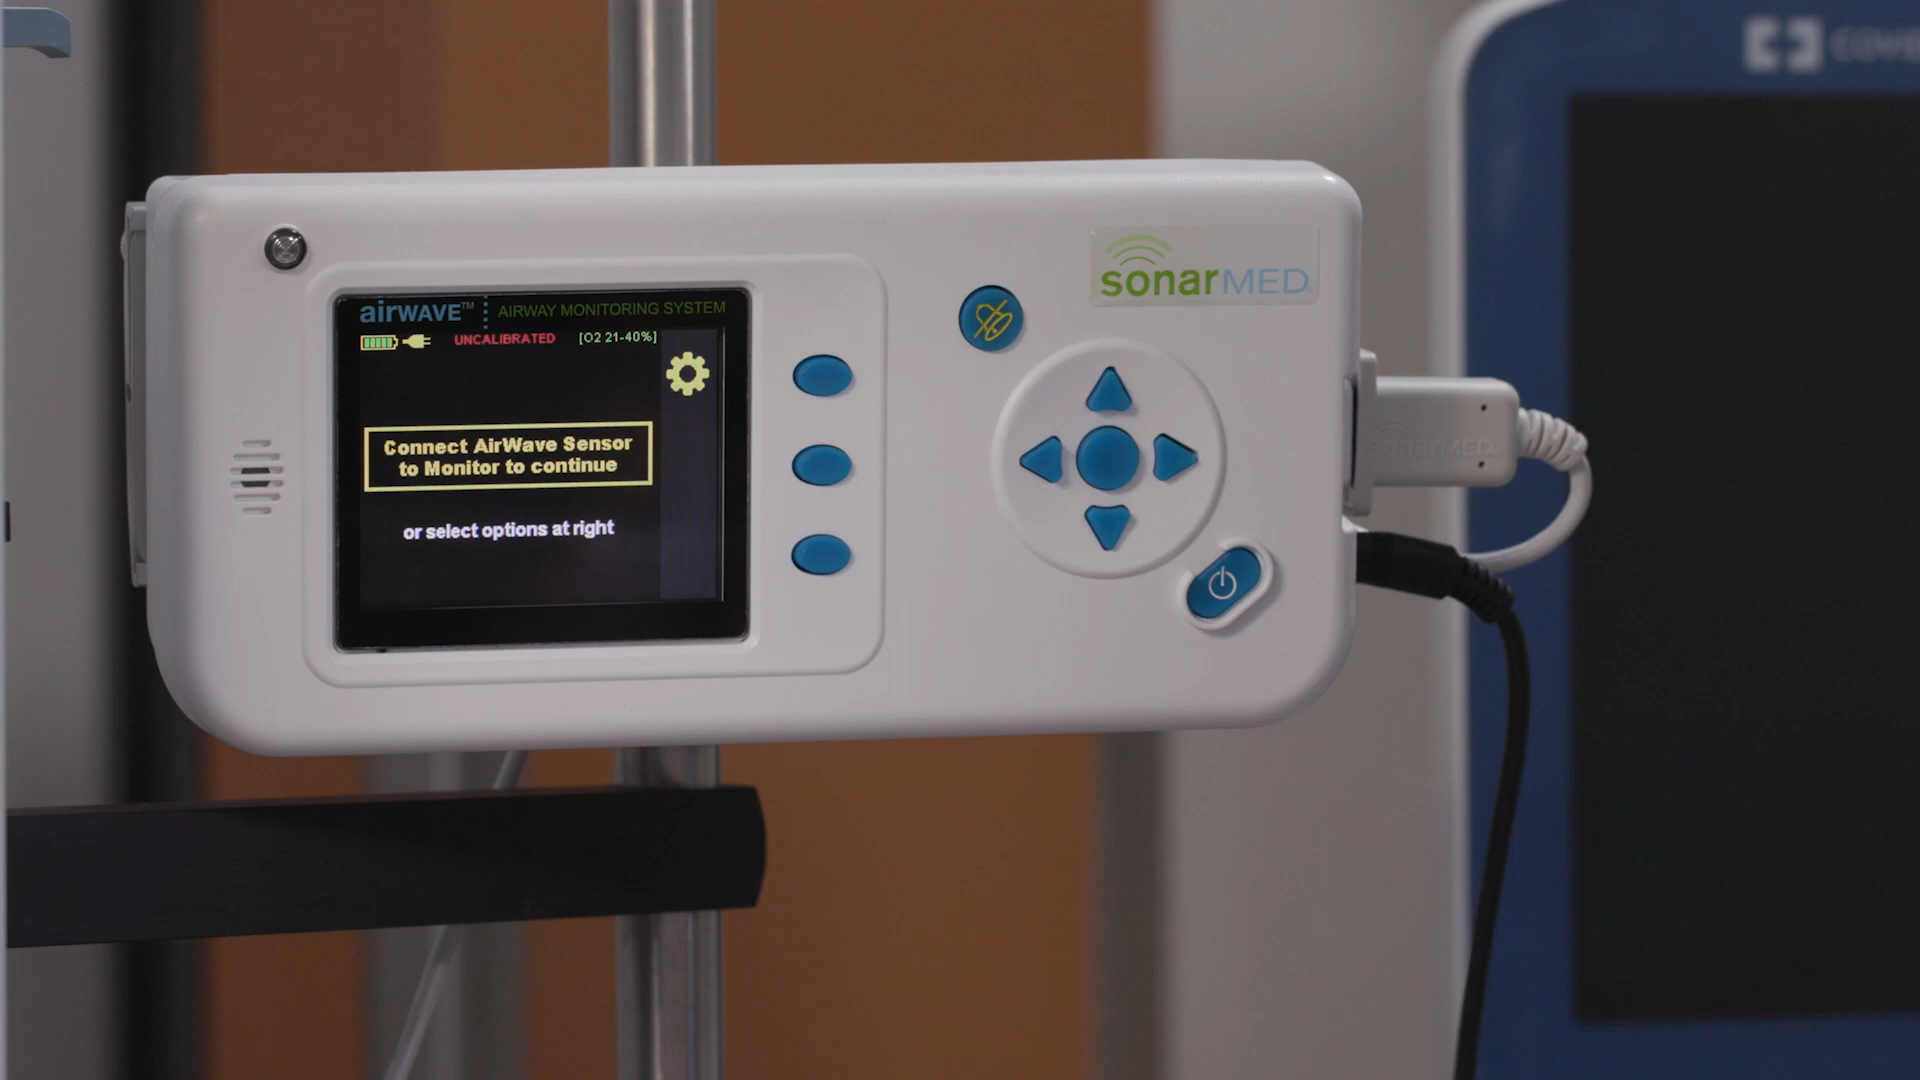 airWAVE™ AIRWAY MONITORING SYSTEM
UNCALIBRATED [O2 21-40%]
Connect AirWave Sensor
to Monitor to continue
or select options at right
sonarMED
sonarMED